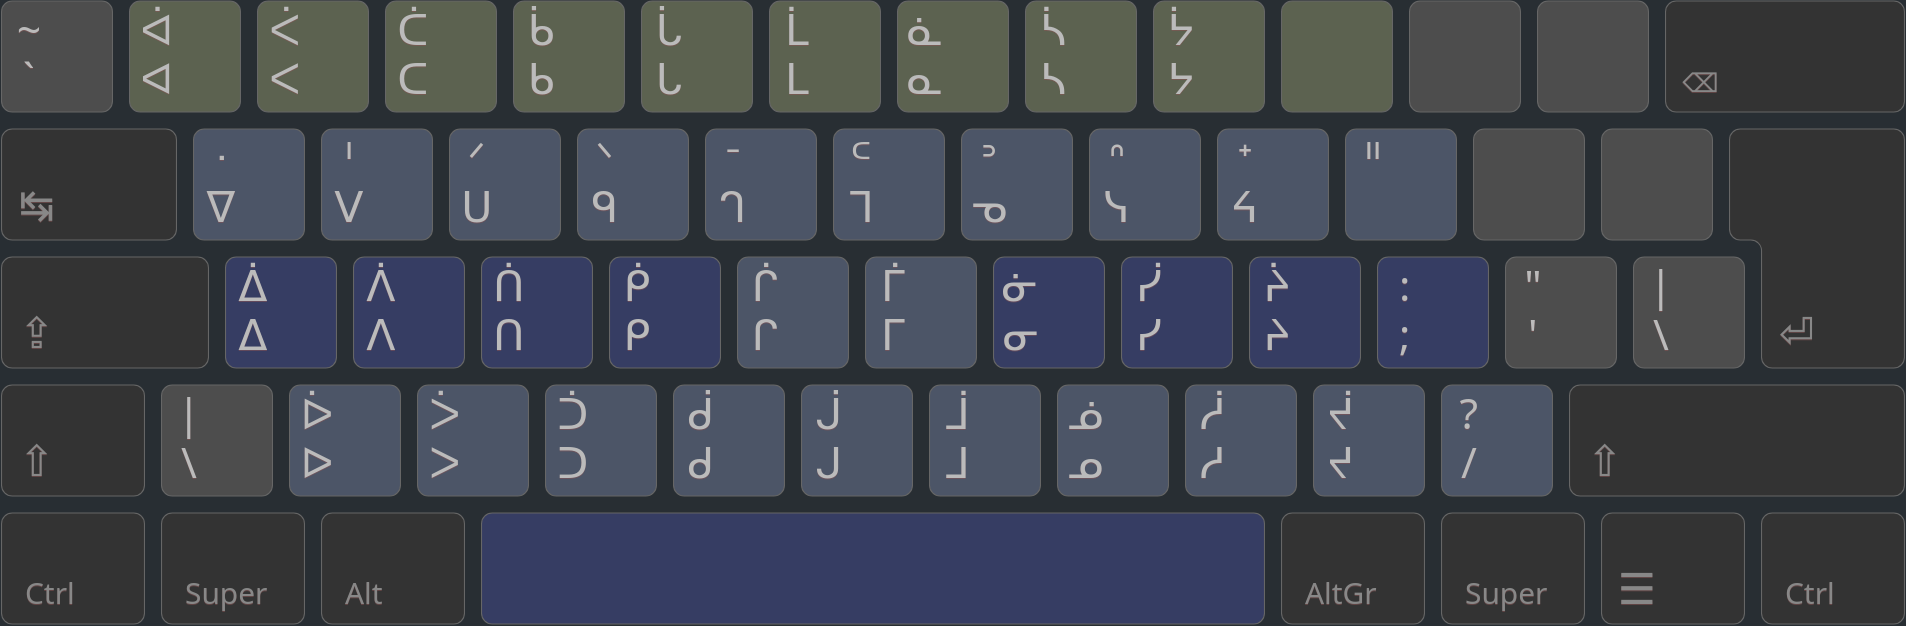 ~ ᐋ ᐹ ᑖ ᑳ ᒑ ᒫ ᓈ ᓵ ᔮ
` ᐊ ᐸ ᑕ ᑲ ᒐ ᒪ ᓇ ᓴ ᔭ ⌫
· ᑊ ᐟ ᐠ ᐨ ᒼ ᐣ ᐢ ᐩ ᐦ
↹ ᐁ ᐯ ᑌ ᑫ ᒉ ᒣ ᓀ ᓭ ᔦ
ᐄ ᐲ ᑏ ᑮ ᒌ ᒦ ᓃ ᓰ ᔩ : " |
⇪ ᐃ ᐱ ᑎ ᑭ ᒋ ᒥ ᓂ ᓯ ᔨ ; ' \ ⏎
| ᐆ ᐴ ᑑ ᑰ ᒎ ᒨ ᓅ ᓲ ᔫ ?
⇧ \ ᐅ ᐳ ᑐ ᑯ ᒍ ᒧ ᓄ ᓱ ᔪ / ⇧
Ctrl Super Alt AltGr Super ☰ Ctrl